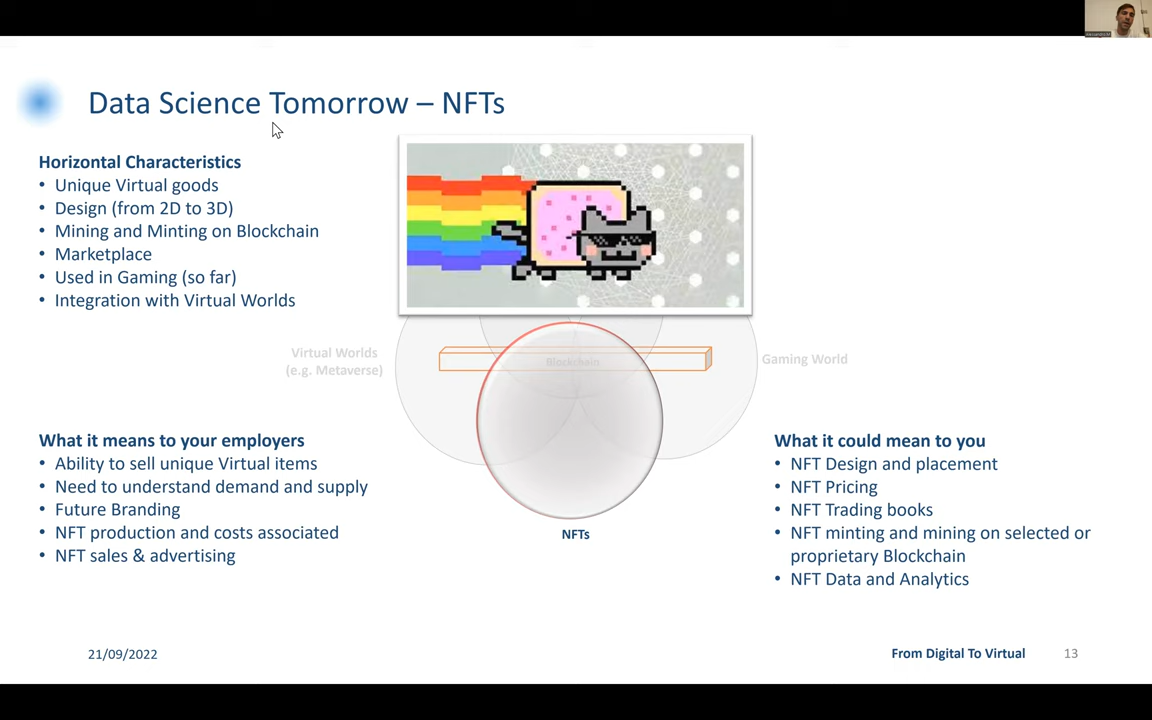 Data Science Tomorrow – NFTs
Horizontal Characteristics
• Unique Virtual goods
• Design (from 2D to 3D)
• Mining and Minting on Blockchain
• Marketplace
• Used in Gaming (so far)
• Integration with Virtual Worlds
Virtual Worlds
(e.g. Metaverse)
Blockchain
Gaming World
What it means to your employers
• Ability to sell unique Virtual items
• Need to understand demand and supply
• Future Branding
• NFT production and costs associated
• NFT sales & advertising
NFTs
What it could mean to you
• NFT Design and placement
• NFT Pricing
• NFT Trading books
• NFT minting and mining on selected or
proprietary Blockchain
• NFT Data and Analytics
21/09/2022
From Digital To Virtual
13